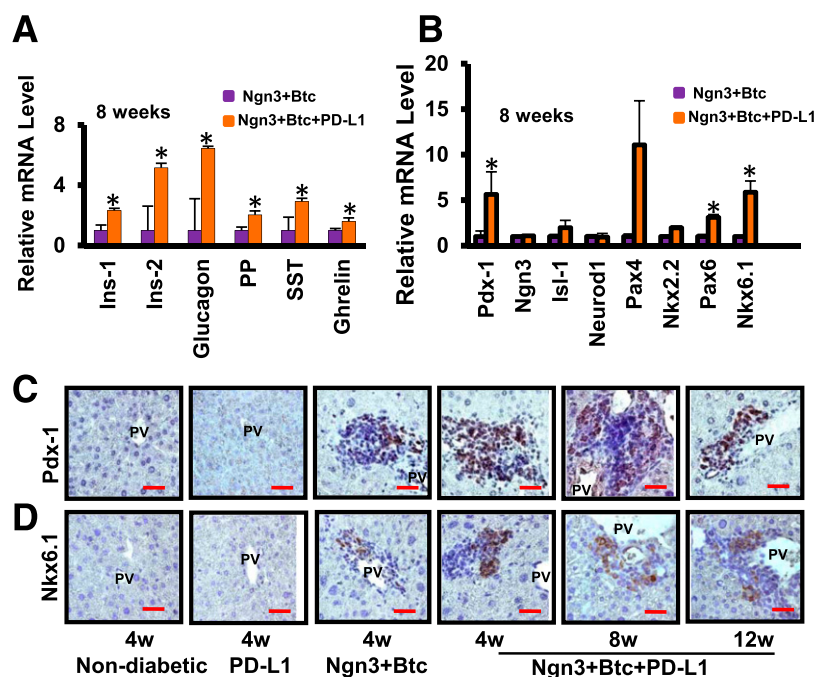 A
Relative mRNA Level
8 weeks
Ngn3+Btc
Ngn3+Btc+PD-L1
8
4
0
*
*
*
*
*
*
Ins-1
Ins-2
Glucagon
PP
SST
Ghrelin
B
Relative mRNA Level
8 weeks
Ngn3+Btc
Ngn3+Btc+PD-L1
20
15
10
5
0
*
*
*
Pdx-1
Ngn3
Isl-1
Neurod1
Pax4
Nkx2.2
Pax6
Nkx6.1
C
Pdx-1
PV
PV
PV
PV
PV
D
Nkx6.1
PV
PV
PV
PV
PV
PV
4w 4w 4w 4w 8w 12w
Non-diabetic PD-L1 Ngn3+Btc Ngn3+Btc+PD-L1